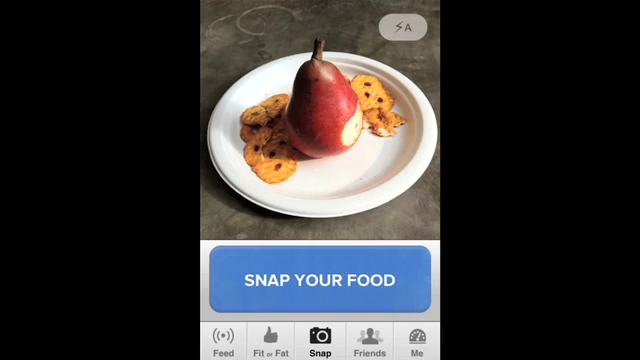 ⚡A
SNAP YOUR FOOD
Feed
Fit or Fat
Snap
Friends
Me